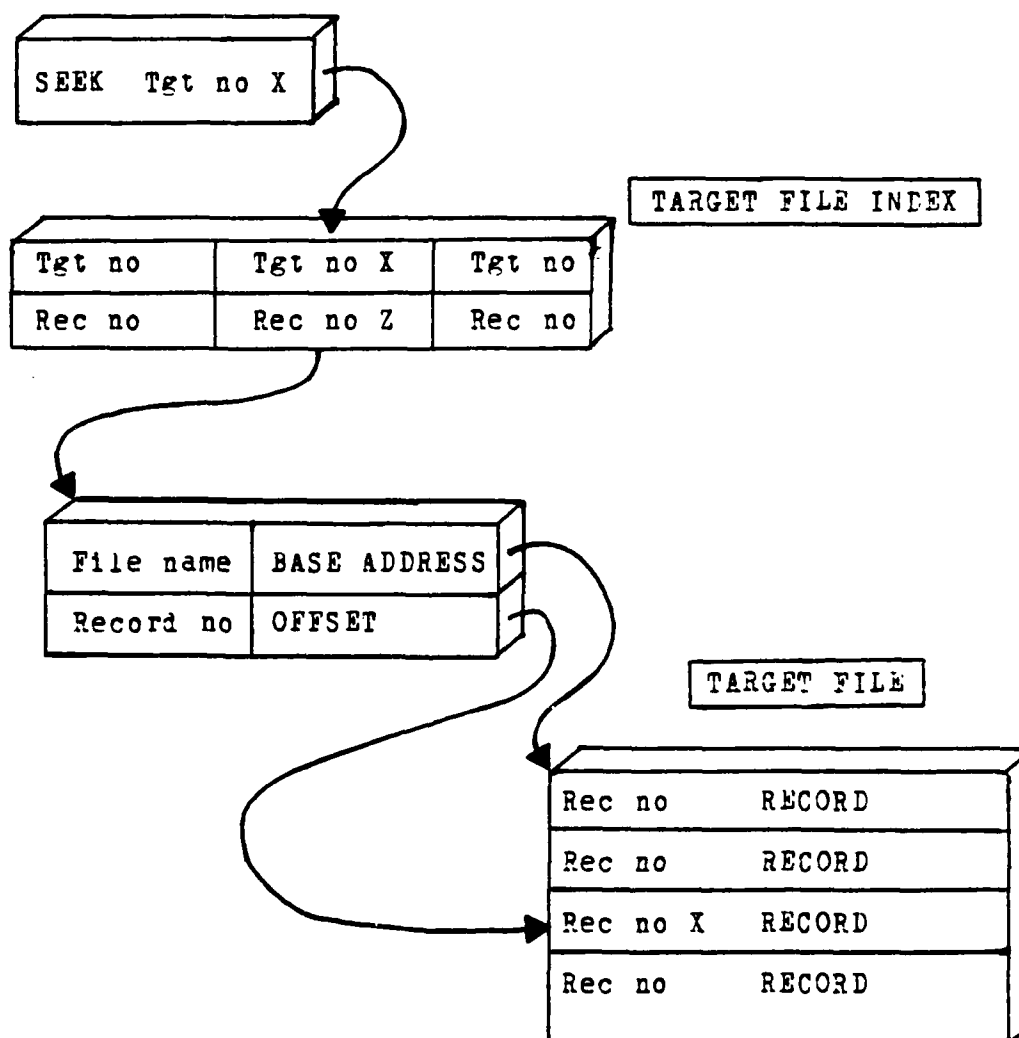 SEEK Tgt no X
TARGET FILE INDEX
Tgt no Tgt no X Tgt no
Rec no Rec no Z Rec no
File name BASE ADDRESS
Record no OFFSET
TARGET FILE
Rec no RECORD
Rec no RECORD
Rec no X RECORD
Rec no RECORD